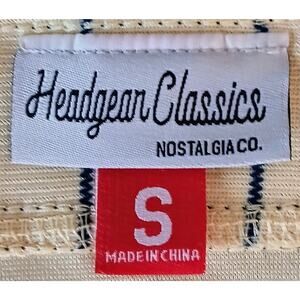 Headgear Classics
NOSTALGIA CO.
S
MADE IN CHINA